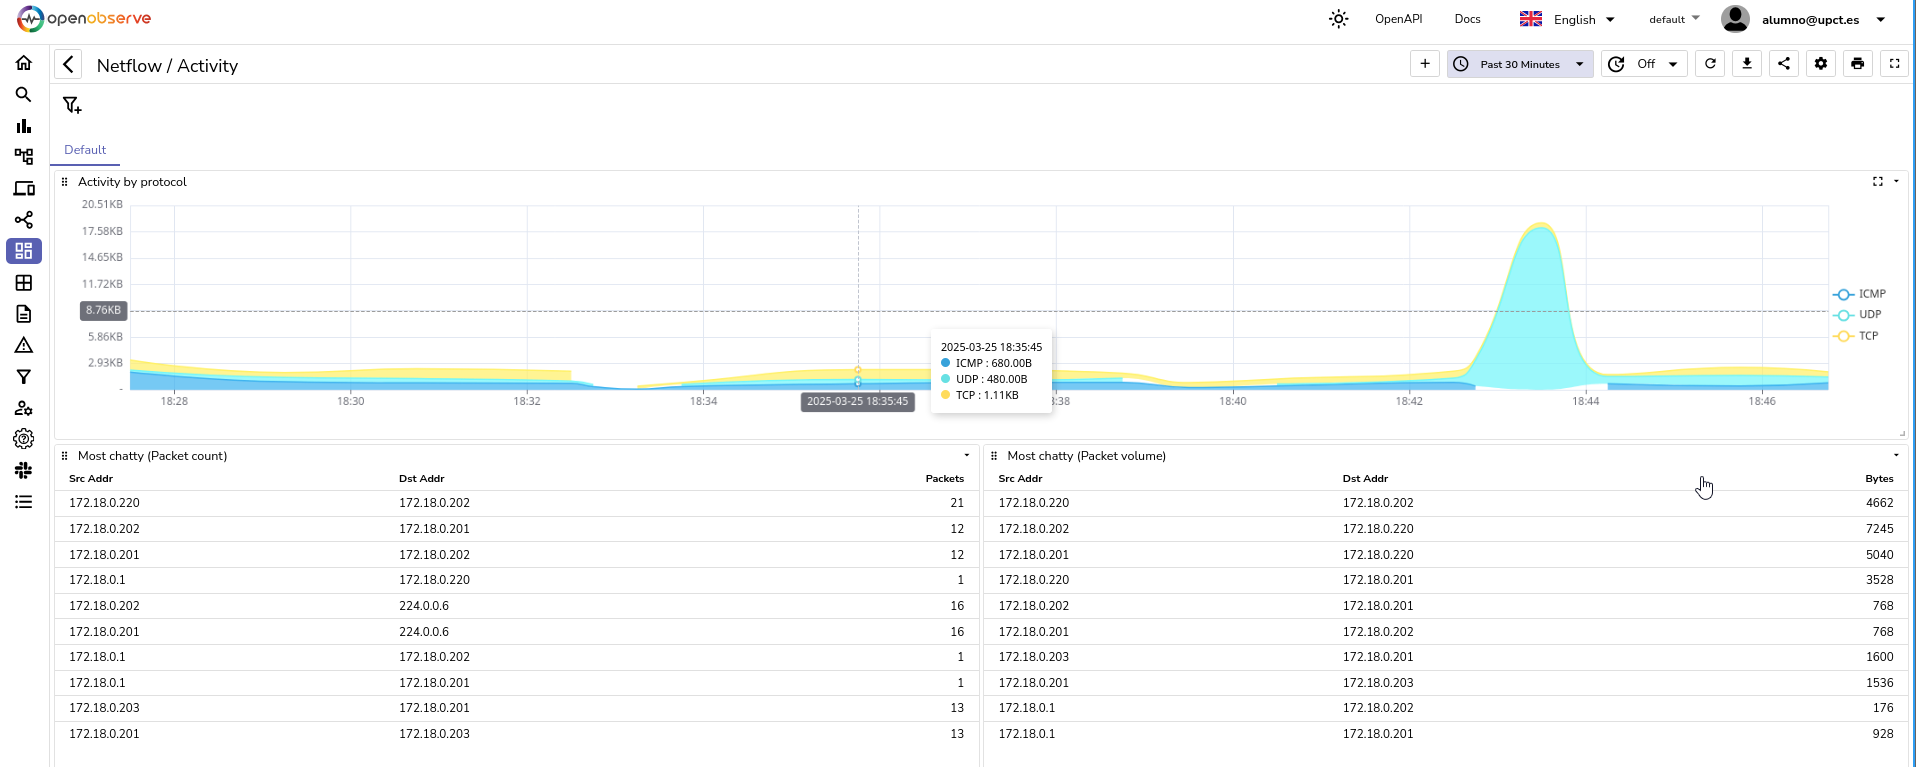 openobserve OpenAPI Docs English default alumno@upct.es
Netflow / Activity Past 30 Minutes Off
Default
Activity by protocol
20.51KB
17.58KB
14.65KB
11.72KB
8.76KB
5.86KB
2.93KB
-
18:28 18:30 18:32 18:34 2025-03-25 18:35:45 :38 18:40 18:42 18:44 18:46
2025-03-25 18:35:45
ICMP : 680.00B
UDP : 480.00B
TCP : 1.11KB
ICMP
UDP
TCP
Most chatty (Packet count)
Src Addr Dst Addr Packets
172.18.0.220 172.18.0.202 21
172.18.0.202 172.18.0.201 12
172.18.0.201 172.18.0.202 12
172.18.0.1 172.18.0.220 1
172.18.0.202 224.0.0.6 16
172.18.0.201 224.0.0.6 16
172.18.0.1 172.18.0.202 1
172.18.0.1 172.18.0.201 1
172.18.0.203 172.18.0.201 13
172.18.0.201 172.18.0.203 13
Most chatty (Packet volume)
Src Addr Dst Addr Bytes
172.18.0.220 172.18.0.202 4662
172.18.0.202 172.18.0.220 7245
172.18.0.201 172.18.0.220 5040
172.18.0.220 172.18.0.201 3528
172.18.0.202 172.18.0.201 768
172.18.0.201 172.18.0.202 768
172.18.0.203 172.18.0.201 1600
172.18.0.201 172.18.0.203 1536
172.18.0.1 172.18.0.202 176
172.18.0.1 172.18.0.201 928